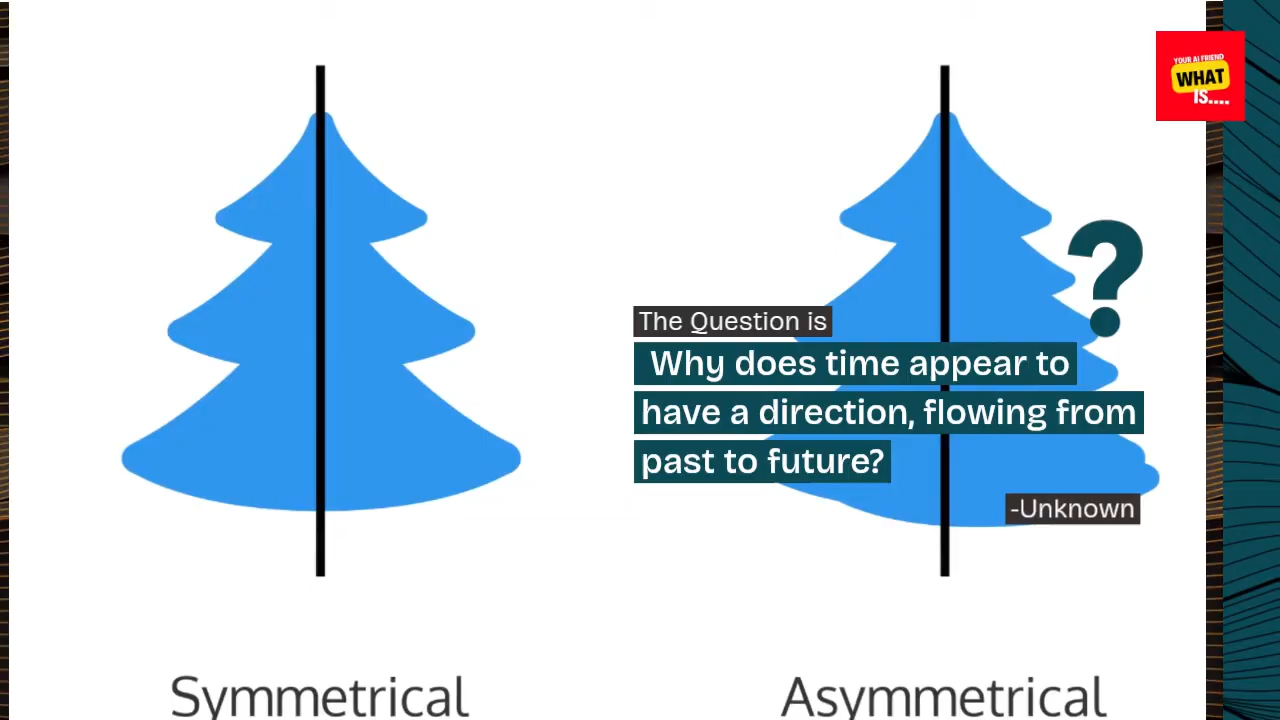 YOUR AI FRIEND
WHAT
IS....
The Question is
Why does time appear to
have a direction, flowing from
past to future?
-Unknown
?
Symmetrical
Asymmetrical